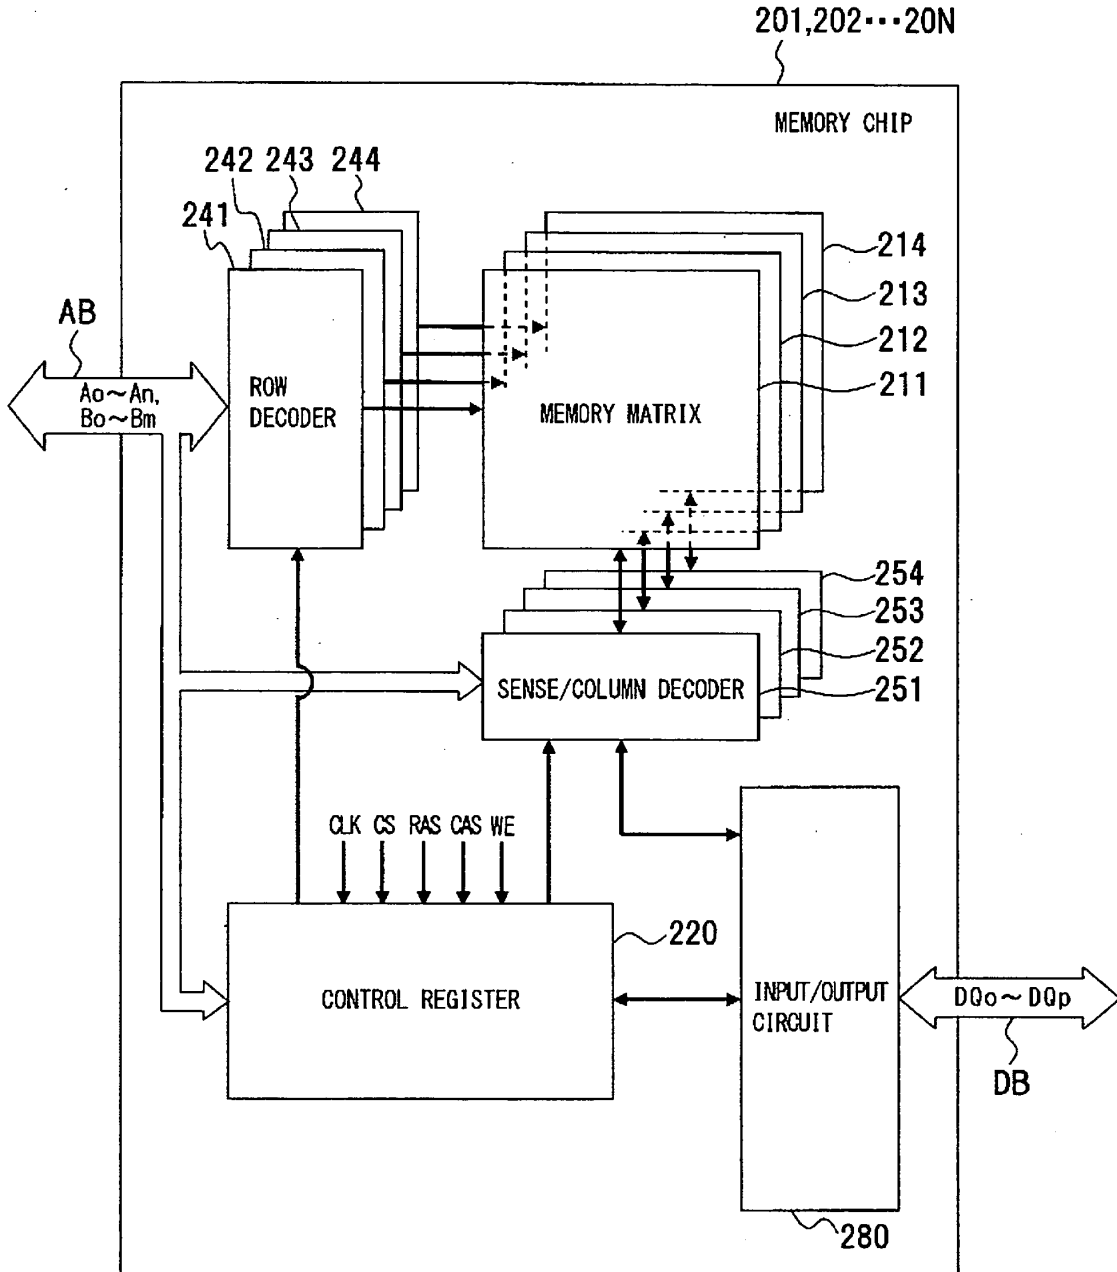 201,202···20N
MEMORY CHIP
242 243 244
241
214
213
212
211
AB
Ao~An,
Bo~Bm
ROW
DECODER
MEMORY MATRIX
254
253
252
251
SENSE/COLUMN DECODER
CLK CS RAS CAS WE
220
CONTROL REGISTER
INPUT/OUTPUT
CIRCUIT
DQo~DQp
DB
280